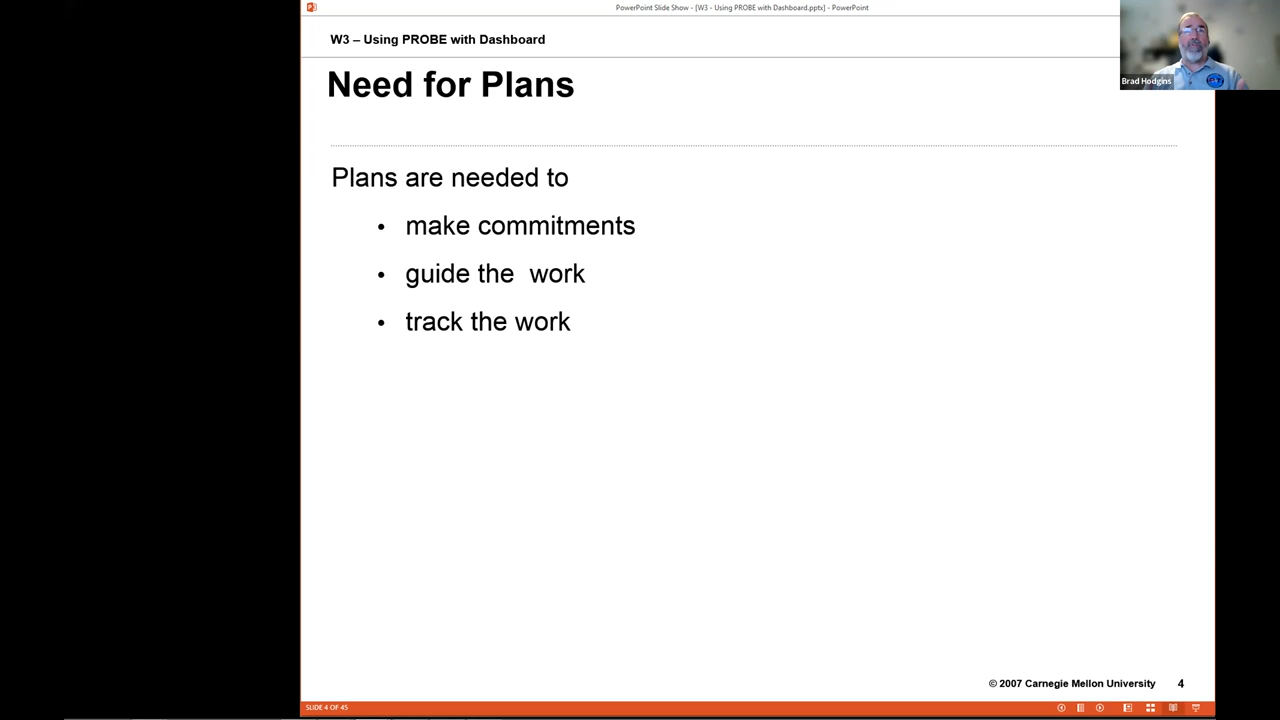 PowerPoint Slide Show - [W3 - Using PROBE with Dashboard.pptx] - PowerPoint
W3 – Using PROBE with Dashboard
Brad Hodgins
Need for Plans
Plans are needed to
• make commitments
• guide the  work
• track the work
© 2007 Carnegie Mellon University 4
SLIDE 4 OF 45